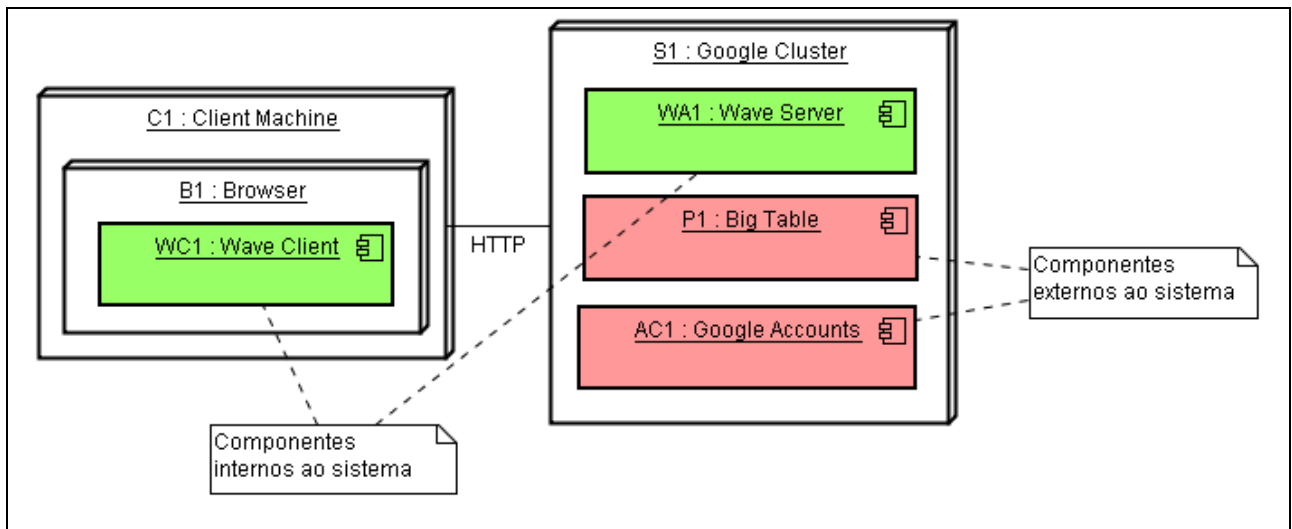 S1 : Google Cluster
C1 : Client Machine
WA1 : Wave Server
B1 : Browser
P1 : Big Table
WC1 : Wave Client
HTTP
Componentes
externos ao sistema
AC1 : Google Accounts
Componentes
internos ao sistema